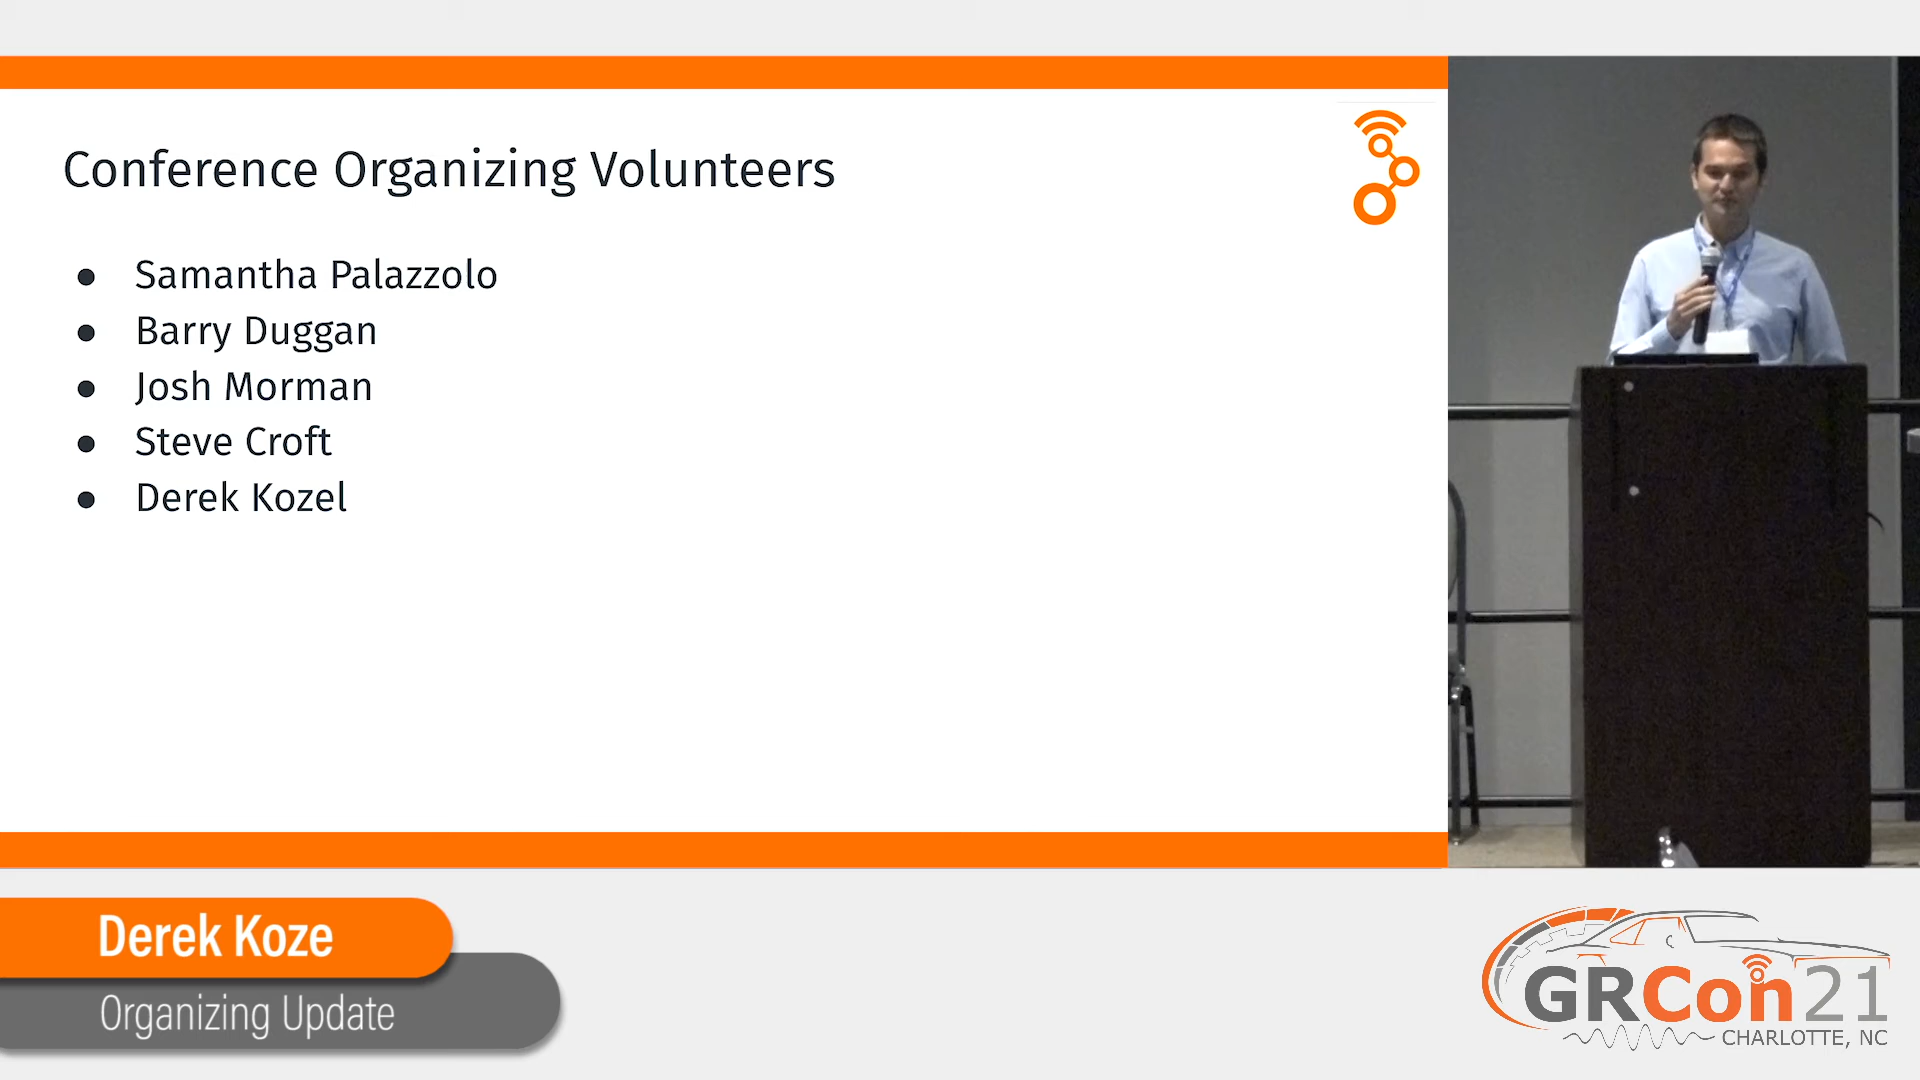 Conference Organizing Volunteers
● Samantha Palazzolo
● Barry Duggan
● Josh Morman
● Steve Croft
● Derek Kozel
Derek Koze
Organizing Update
GRCon21
CHARLOTTE, NC